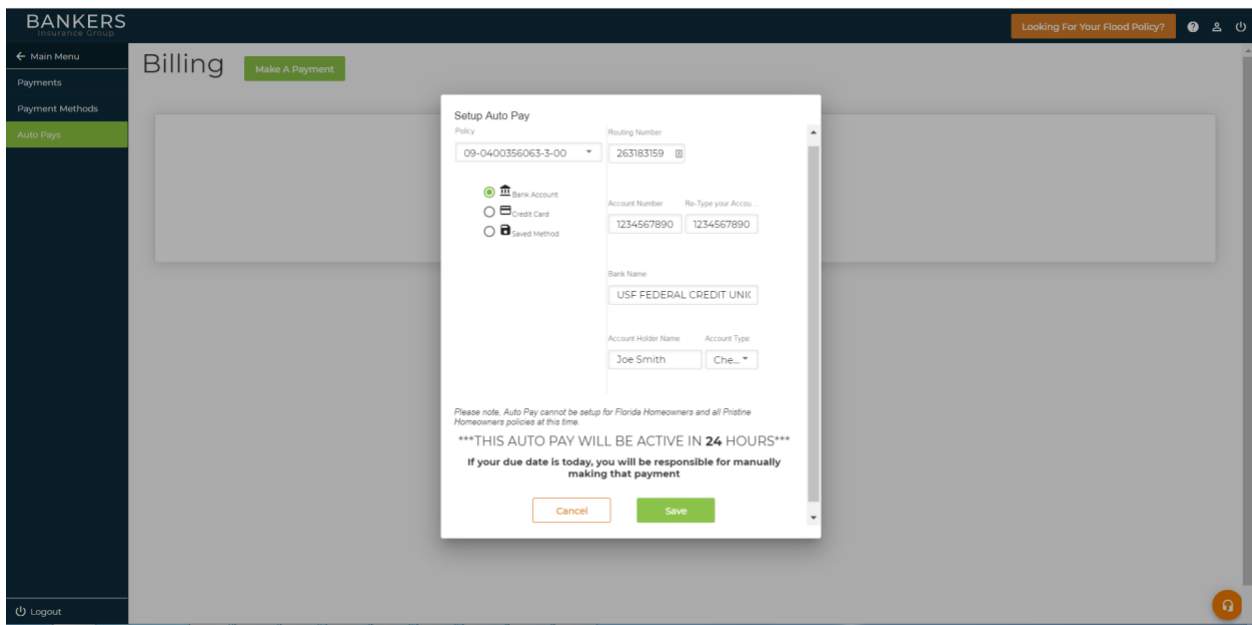 BANKERS
Insurance Group
Looking For Your Flood Policy?
Main Menu
Payments
Payment Methods
Auto Pays
Logout
Billing
Make A Payment
Setup Auto Pay
Policy
09-0400356063-3-00
Bank Account
Credit Card
Saved Method
Routing Number
263183159
Account Number Re-Type your Accou...
1234567890 1234567890
Bank Name
USF FEDERAL CREDIT UNIC
Account Holder Name Account Type
Joe Smith Che...
Please note, Auto Pay cannot be setup for Florida Homeowners and all Pristine
Homeowners policies at this time.
***THIS AUTO PAY WILL BE ACTIVE IN 24 HOURS***
If your due date is today, you will be responsible for manually
making that payment
Cancel Save